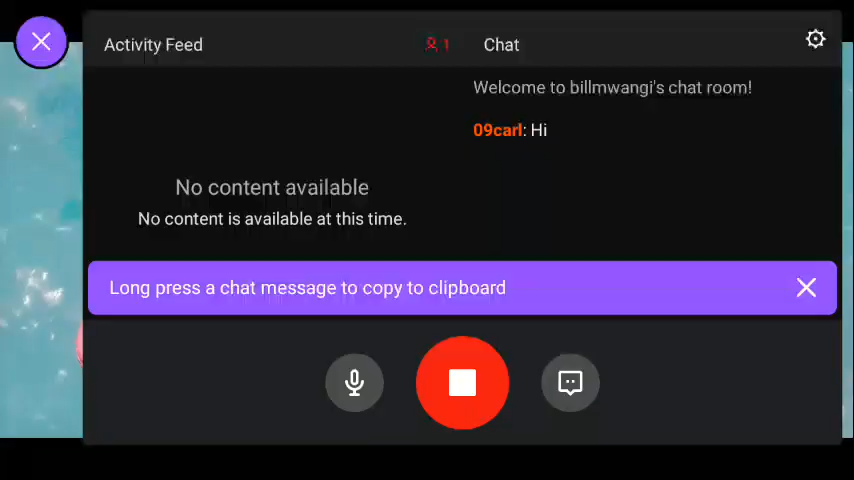 Activity Feed
1
Chat
Welcome to billmwangi's chat room!
09carl: Hi
No content available
No content is available at this time.
Long press a chat message to copy to clipboard